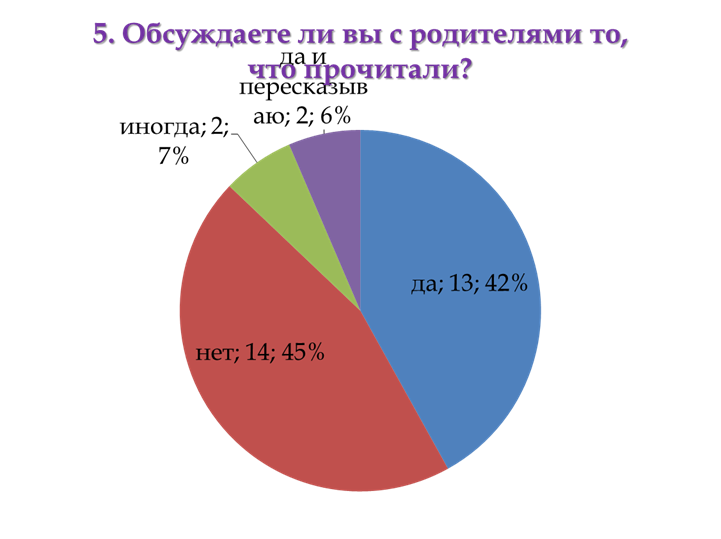 5. Обсуждаете ли вы с родителями то,
что прочитали?
да и
пересказыв
аю; 2; 6%
иногда; 2;
7%
да; 13; 42%
нет; 14; 45%